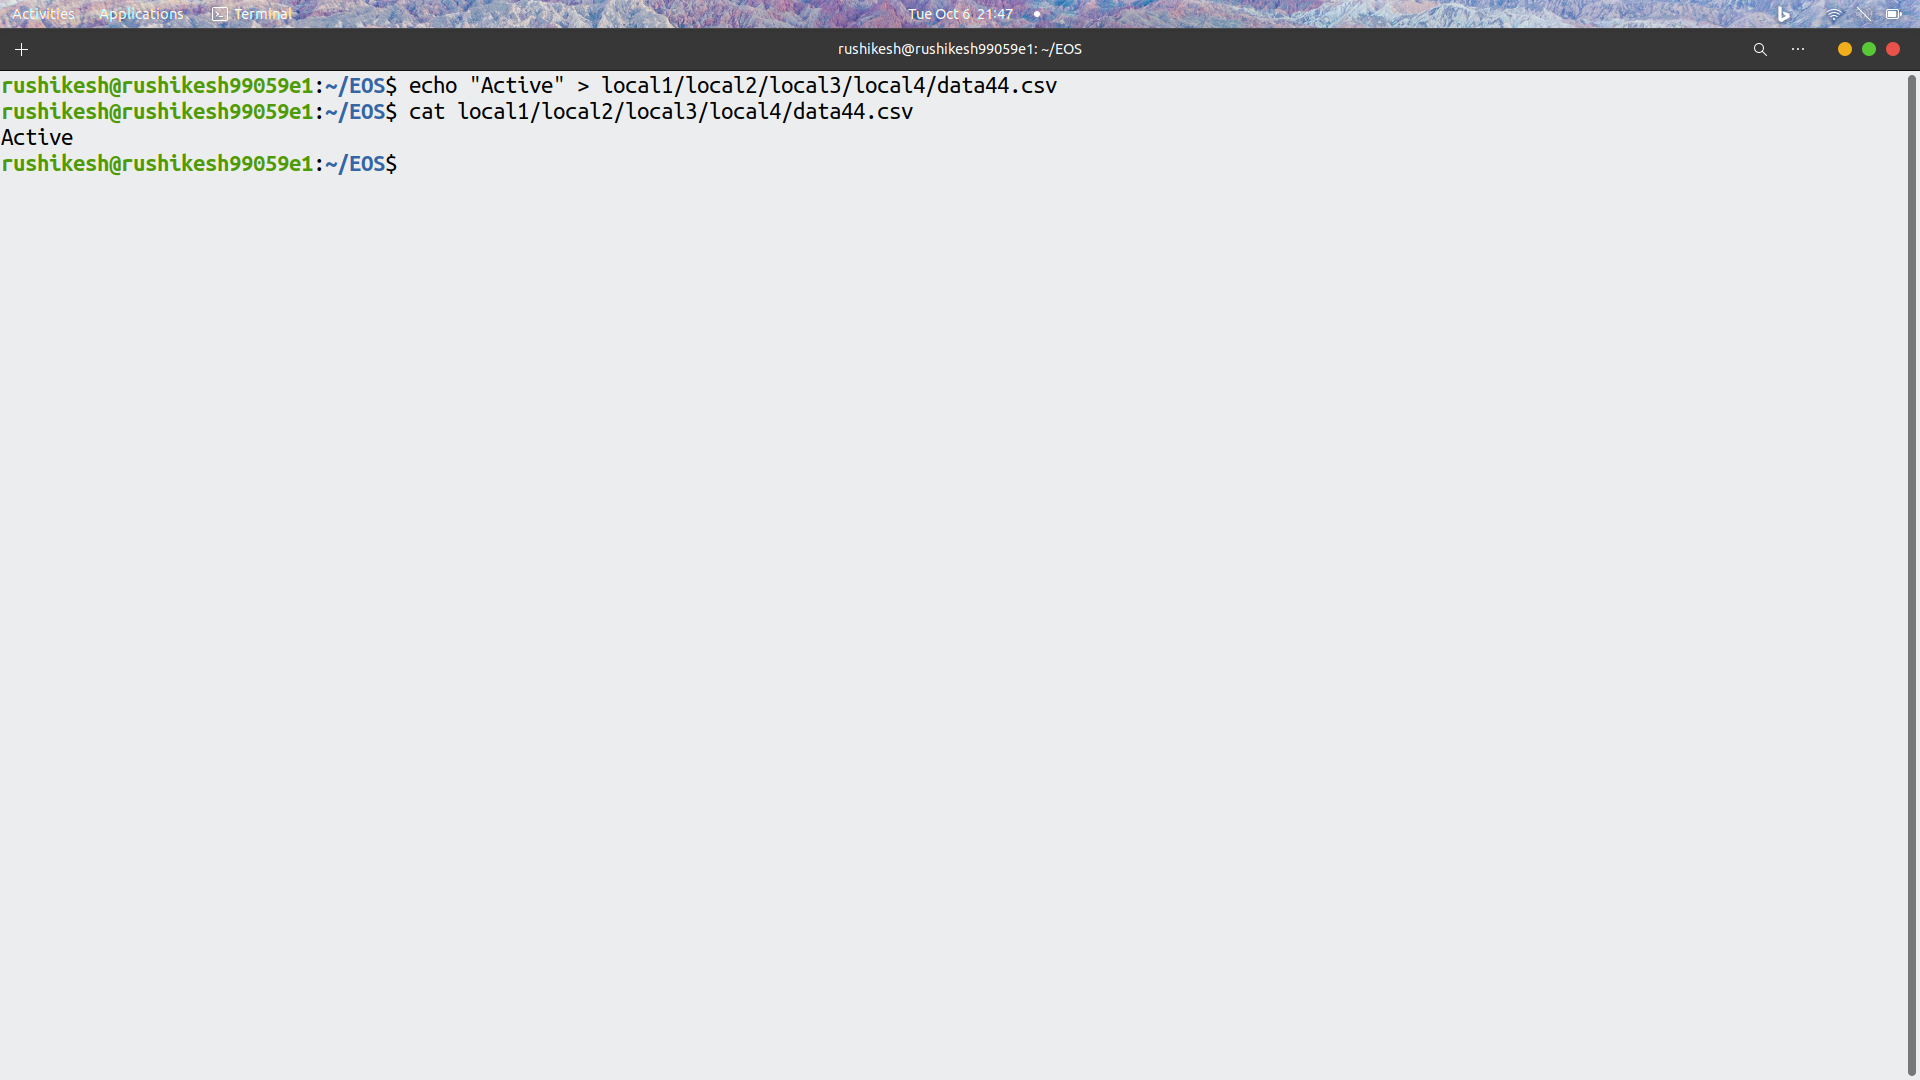 Activities Applications Terminal Tue Oct 6 21:47
rushikesh@rushikesh99059e1: ~/EOS
rushikesh@rushikesh99059e1:~/EOS$ echo "Active" > local1/local2/local3/local4/data44.csv
rushikesh@rushikesh99059e1:~/EOS$ cat local1/local2/local3/local4/data44.csv
Active
rushikesh@rushikesh99059e1:~/EOS$